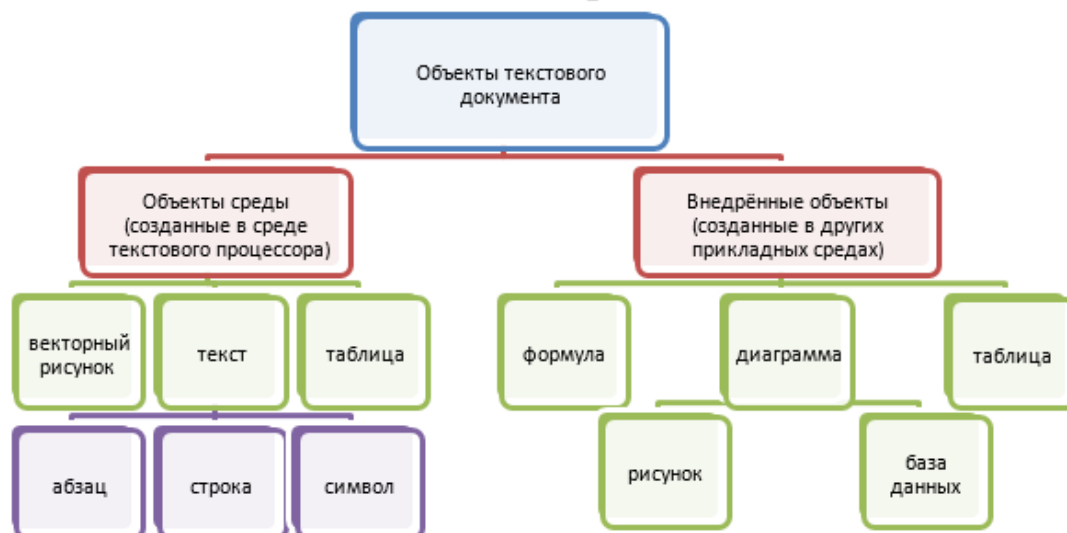 Объекты текстового
документа
Объекты среды
(созданные в среде
текстового процессора)
Внедрённые объекты
(созданные в других
прикладных средах)
векторный
рисунок
текст
таблица
формула
диаграмма
таблица
абзац
строка
символ
рисунок
база
данных